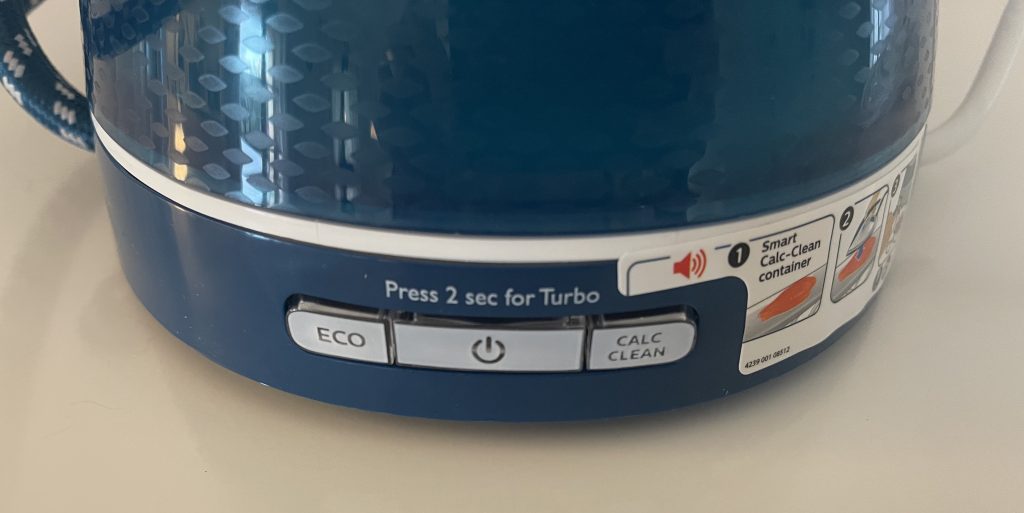 Press 2 sec for Turbo
ECO
CALC
CLEAN
1
Smart
Calc-Clean
container
2
4239 001 08512